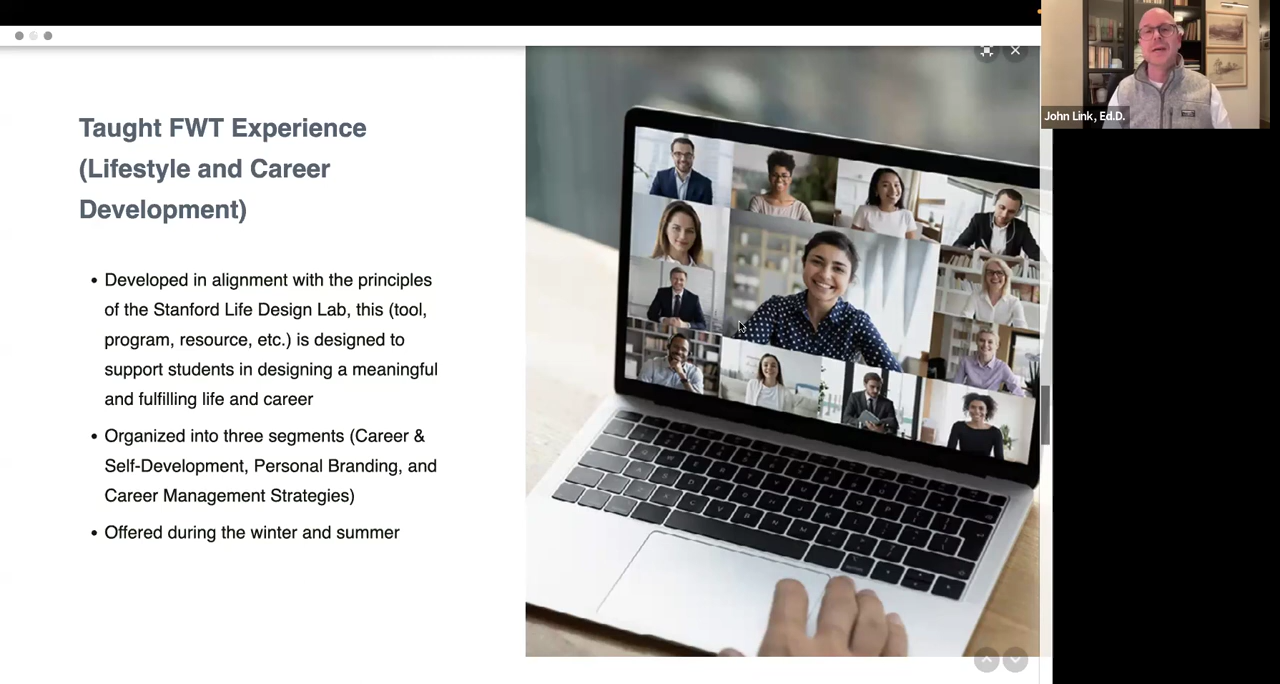 John Link, Ed.D.
Taught FWT Experience
(Lifestyle and Career
Development)
• Developed in alignment with the principles
of the Stanford Life Design Lab, this (tool,
program, resource, etc.) is designed to
support students in designing a meaningful
and fulfilling life and career
• Organized into three segments (Career &
Self-Development, Personal Branding, and
Career Management Strategies)
• Offered during the winter and summer